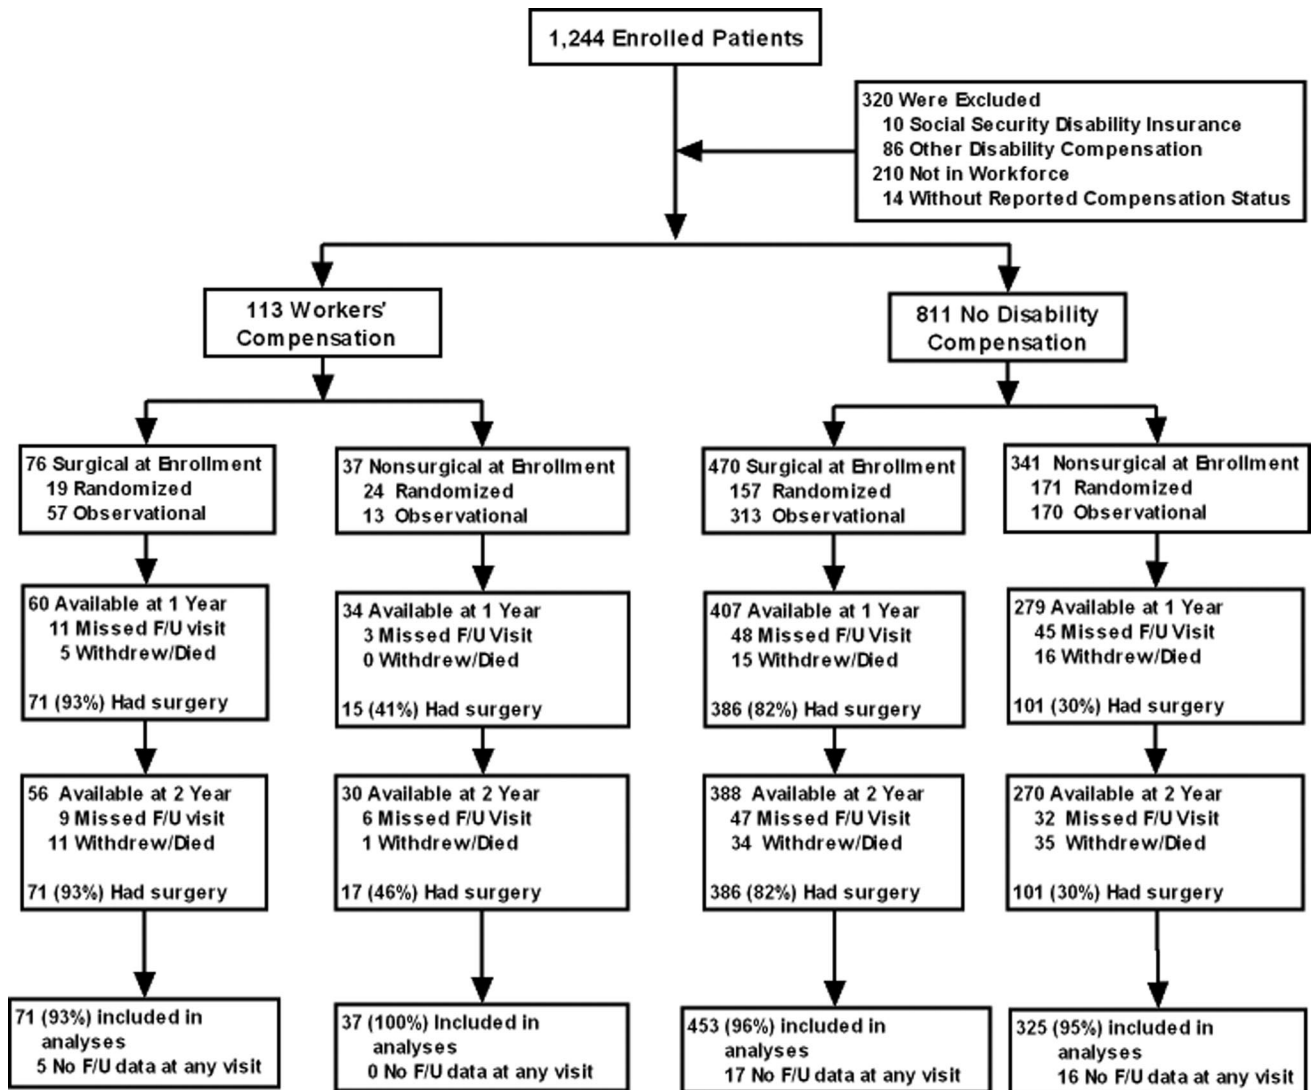 1,244 Enrolled Patients
320 Were Excluded
10 Social Security Disability Insurance
86 Other Disability Compensation
210 Not in Workforce
14 Without Reported Compensation Status
113 Workers'
Compensation
811 No Disability
Compensation
76 Surgical at Enrollment
19 Randomized
57 Observational
37 Nonsurgical at Enrollment
24 Randomized
13 Observational
470 Surgical at Enrollment
157 Randomized
313 Observational
341 Nonsurgical at Enrollment
171 Randomized
170 Observational
60 Available at 1 Year
11 Missed F/U visit
5 Withdrew/Died
71 (93%) Had surgery
34 Available at 1 Year
3 Missed F/U Visit
0 Withdrew/Died
15 (41%) Had surgery
407 Available at 1 Year
48 Missed F/U Visit
15 Withdrew/Died
386 (82%) Had surgery
279 Available at 1 Year
45 Missed F/U Visit
16 Withdrew/Died
101 (30%) Had surgery
56 Available at 2 Year
9 Missed F/U Visit
11 Withdrew/Died
71 (93%) Had surgery
30 Available at 2 Year
6 Missed F/U Visit
1 Withdrew/Died
17 (46%) Had surgery
388 Available at 2 Year
47 Missed F/U Visit
34 Withdrew/Died
386 (82%) Had surgery
270 Available at 2 Year
32 Missed F/U Visit
35 Withdrew/Died
101 (30%) Had surgery
71 (93%) included in
analyses
5 No F/U data at any visit
37 (100%) Included in
analyses
0 No F/U data at any visit
453 (96%) included in
analyses
17 No F/U data at any visit
325 (95%) included in
analyses
16 No F/U data at any visit